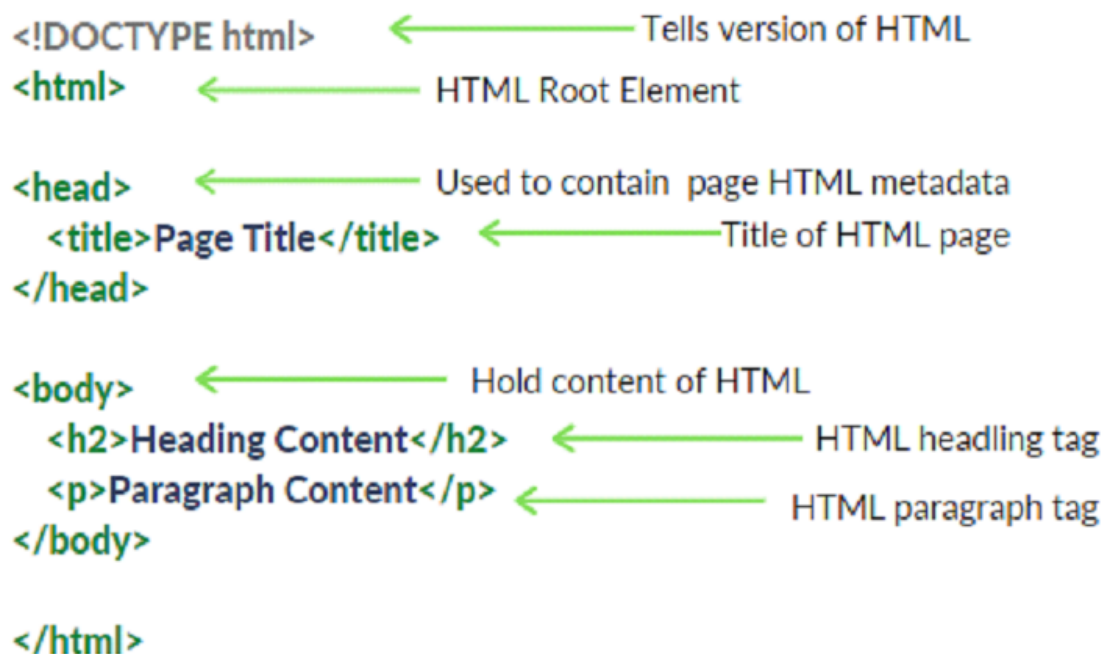 <!DOCTYPE html> Tells version of HTML
<html> HTML Root Element
<head> Used to contain page HTML metadata
<title>Page Title</title> Title of HTML page
</head>
<body> Hold content of HTML
<h2>Heading Content</h2> HTML headling tag
<p>Paragraph Content</p> HTML paragraph tag
</body>
</html>